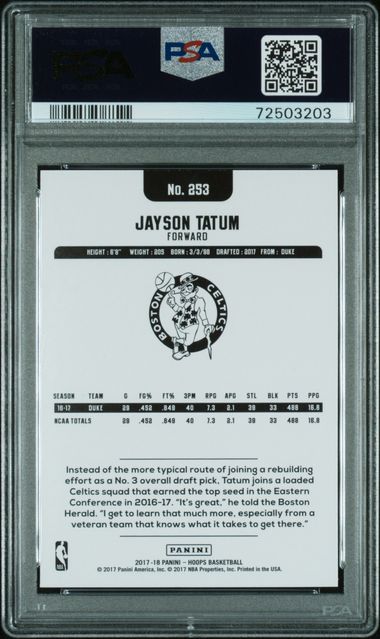 PSA
PSA
72503203
No. 253
JAYSON TATUM
FORWARD
HEIGHT: 6'8" WEIGHT: 205 BORN: 3/3/98 DRAFTED: 2017 FROM: DUKE
BOSTON CELTICS
SEASON TEAM G FG% FT% 3PM RPG APG STL BLK PTS PPG
16-17 DUKE 29 .452 .849 40 7.3 2.1 39 33 488 16.8
NCAA TOTALS 29 .452 .849 40 7.3 2.1 39 33 488 16.8
Instead of the more typical route of joining a rebuilding
effort as a No. 3 overall draft pick, Tatum joins a loaded
Celtics squad that earned the top seed in the Eastern
Conference in 2016-17. "It's great," he told the Boston
Herald. "I get to learn that much more, especially from a
veteran team that knows what it takes to get there."
PANINI
2017-18 PANINI – HOOPS BASKETBALL
© 2017 Panini America, Inc. © 2017 NBA Properties, Inc. Printed in the USA.
NBA
PSA